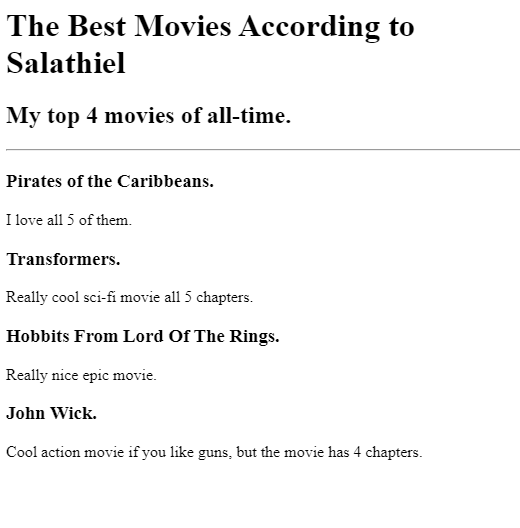 The Best Movies According to
Salathiel
My top 4 movies of all-time.
Pirates of the Caribbeans.
I love all 5 of them.
Transformers.
Really cool sci-fi movie all 5 chapters.
Hobbits From Lord Of The Rings.
Really nice epic movie.
John Wick.
Cool action movie if you like guns, but the movie has 4 chapters.